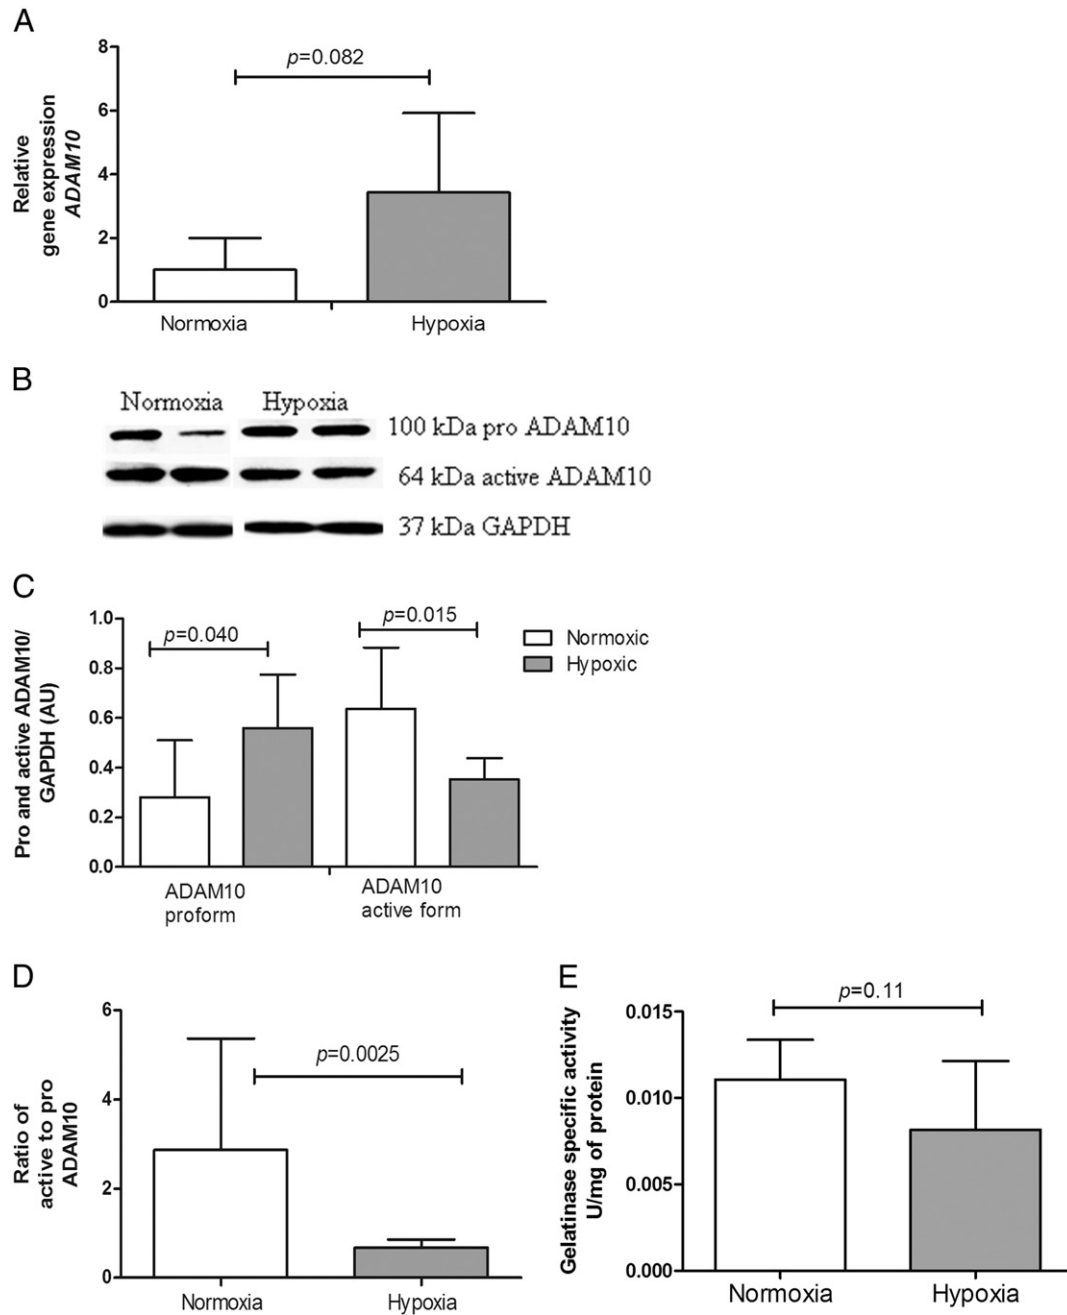 A
8
6
4
2
0
Relative
gene expression
ADAM10
p=0.082
Normoxia
Hypoxia
B
Normoxia Hypoxia
100 kDa pro ADAM10
64 kDa active ADAM10
37 kDa GAPDH
C
1.0
0.8
0.6
0.4
0.2
0.0
Pro and active ADAM10/
GAPDH (AU)
p=0.040
p=0.015
Normoxic
Hypoxic
ADAM10
proform
ADAM10
active form
D
6
4
2
0
Ratio of
active to pro
ADAM10
p=0.0025
Normoxia
Hypoxia
E
0.015
0.010
0.005
0.000
Gelatinase specific activity
U/mg of protein
p=0.11
Normoxia
Hypoxia